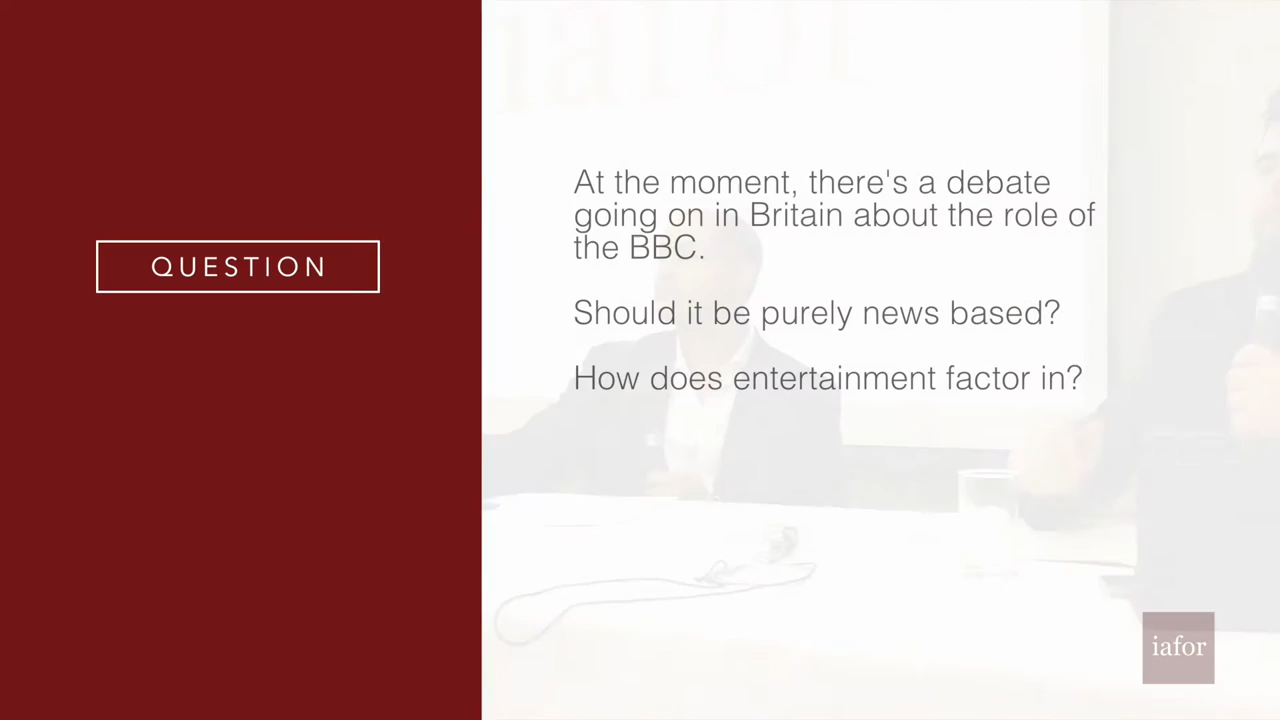 QUESTION
At the moment, there's a debate
going on in Britain about the role of
the BBC.
Should it be purely news based?
How does entertainment factor in?
iafor
iafor